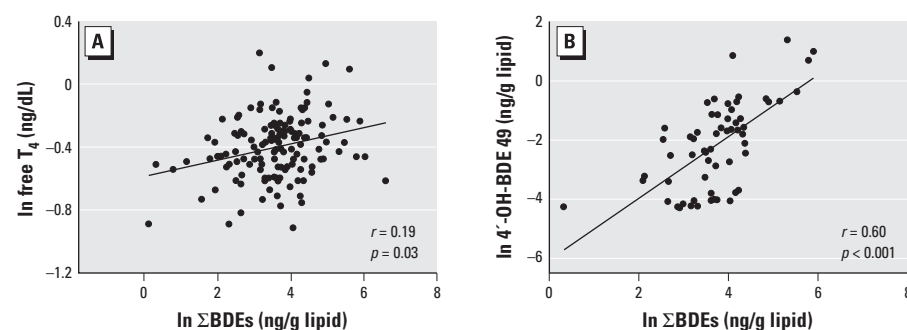 A
ln free T4 (ng/dL)
0.4
0
−0.4
−0.8
−1.2
r = 0.19
p = 0.03
0 2 4 6 8
ln ΣBDEs (ng/g lipid)
B
ln 4′-OH-BDE 49 (ng/g lipid)
2
0
−2
−4
−6
r = 0.60
p < 0.001
0 2 4 6 8
ln ΣBDEs (ng/g lipid)